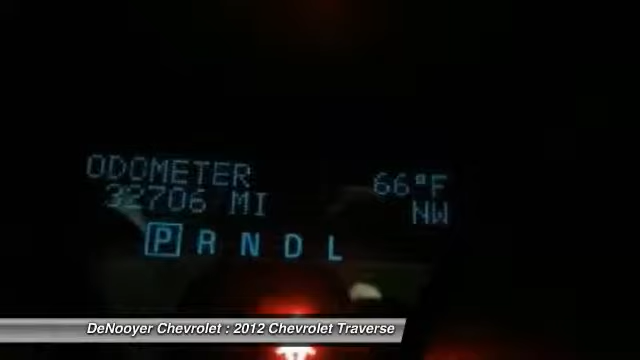 ODOMETER
32706 MI
66°F
NW
P R N D L
DeNooyer Chevrolet : 2012 Chevrolet Traverse